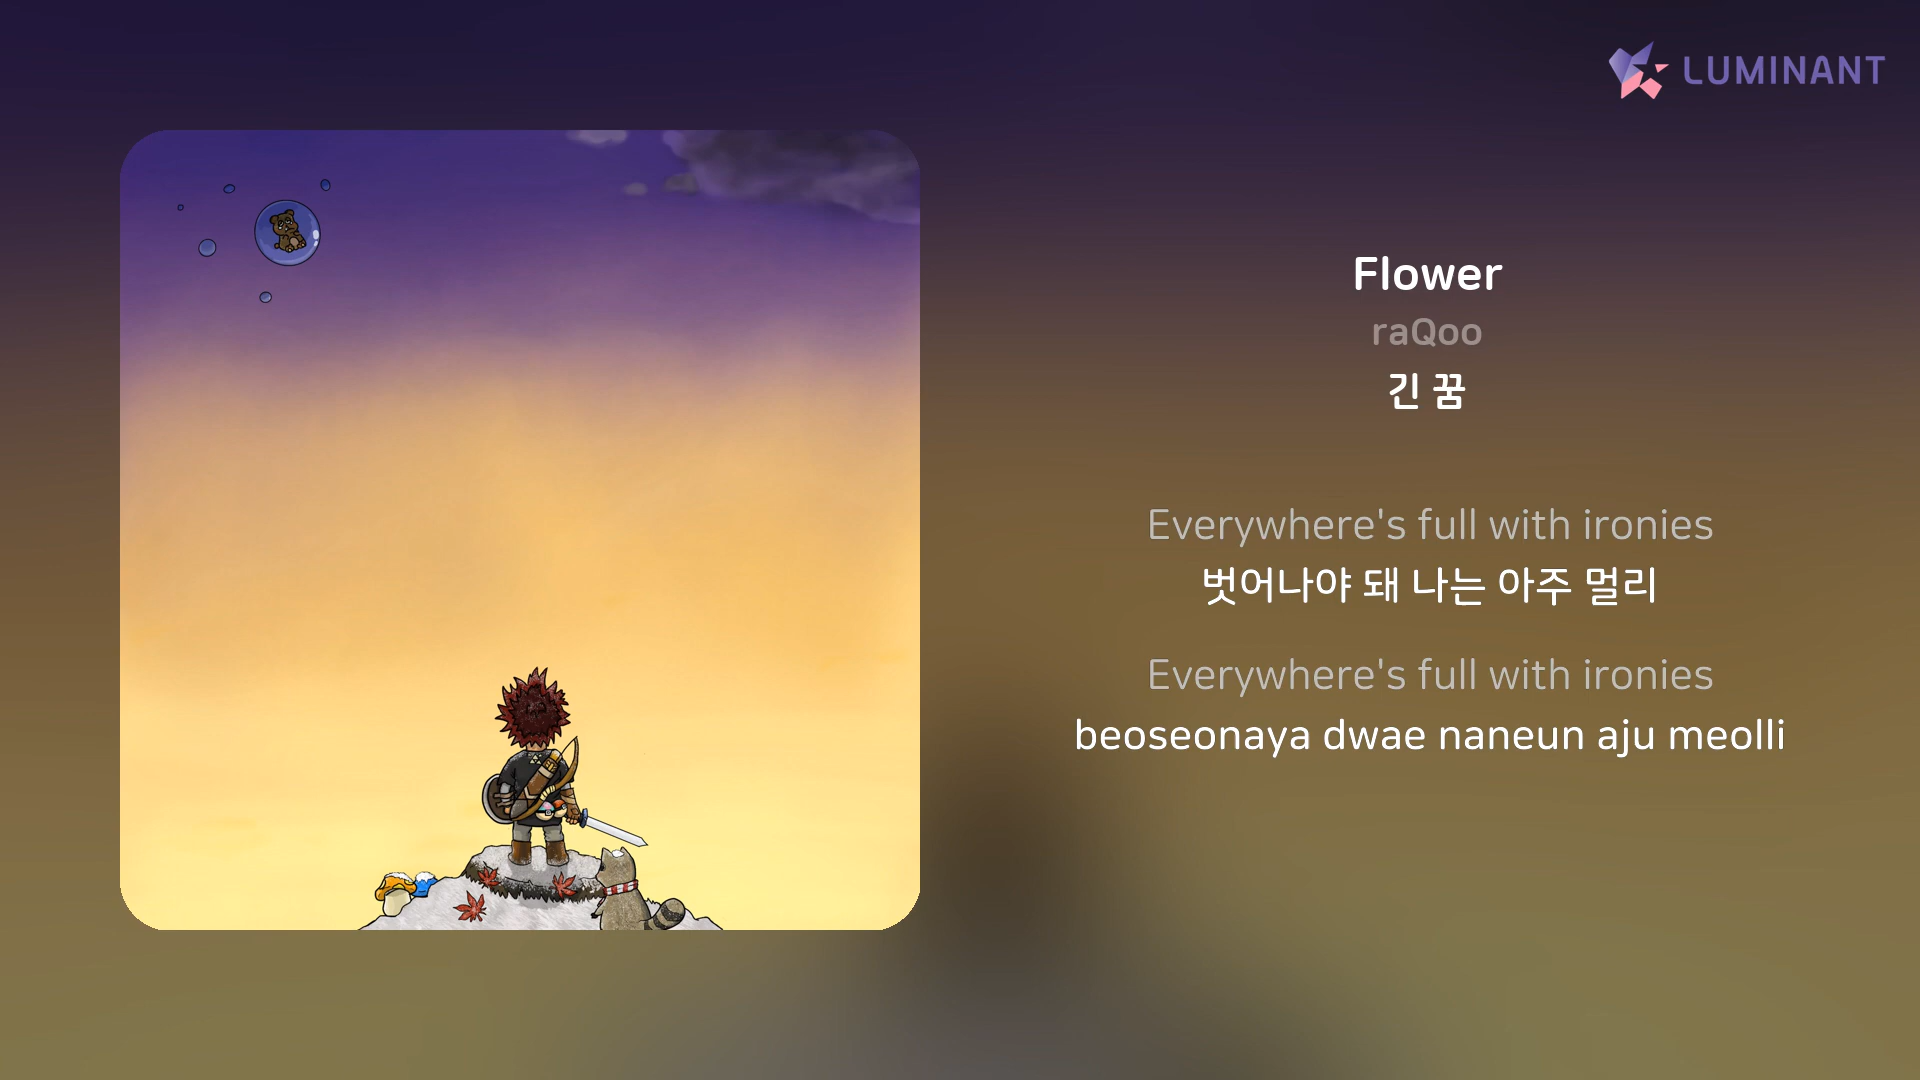 LUMINANT
Flower
raQoo
긴 꿈
Everywhere's full with ironies
벗어나야 돼 나는 아주 멀리
Everywhere's full with ironies
beoseonaya dwae naneun aju meolli